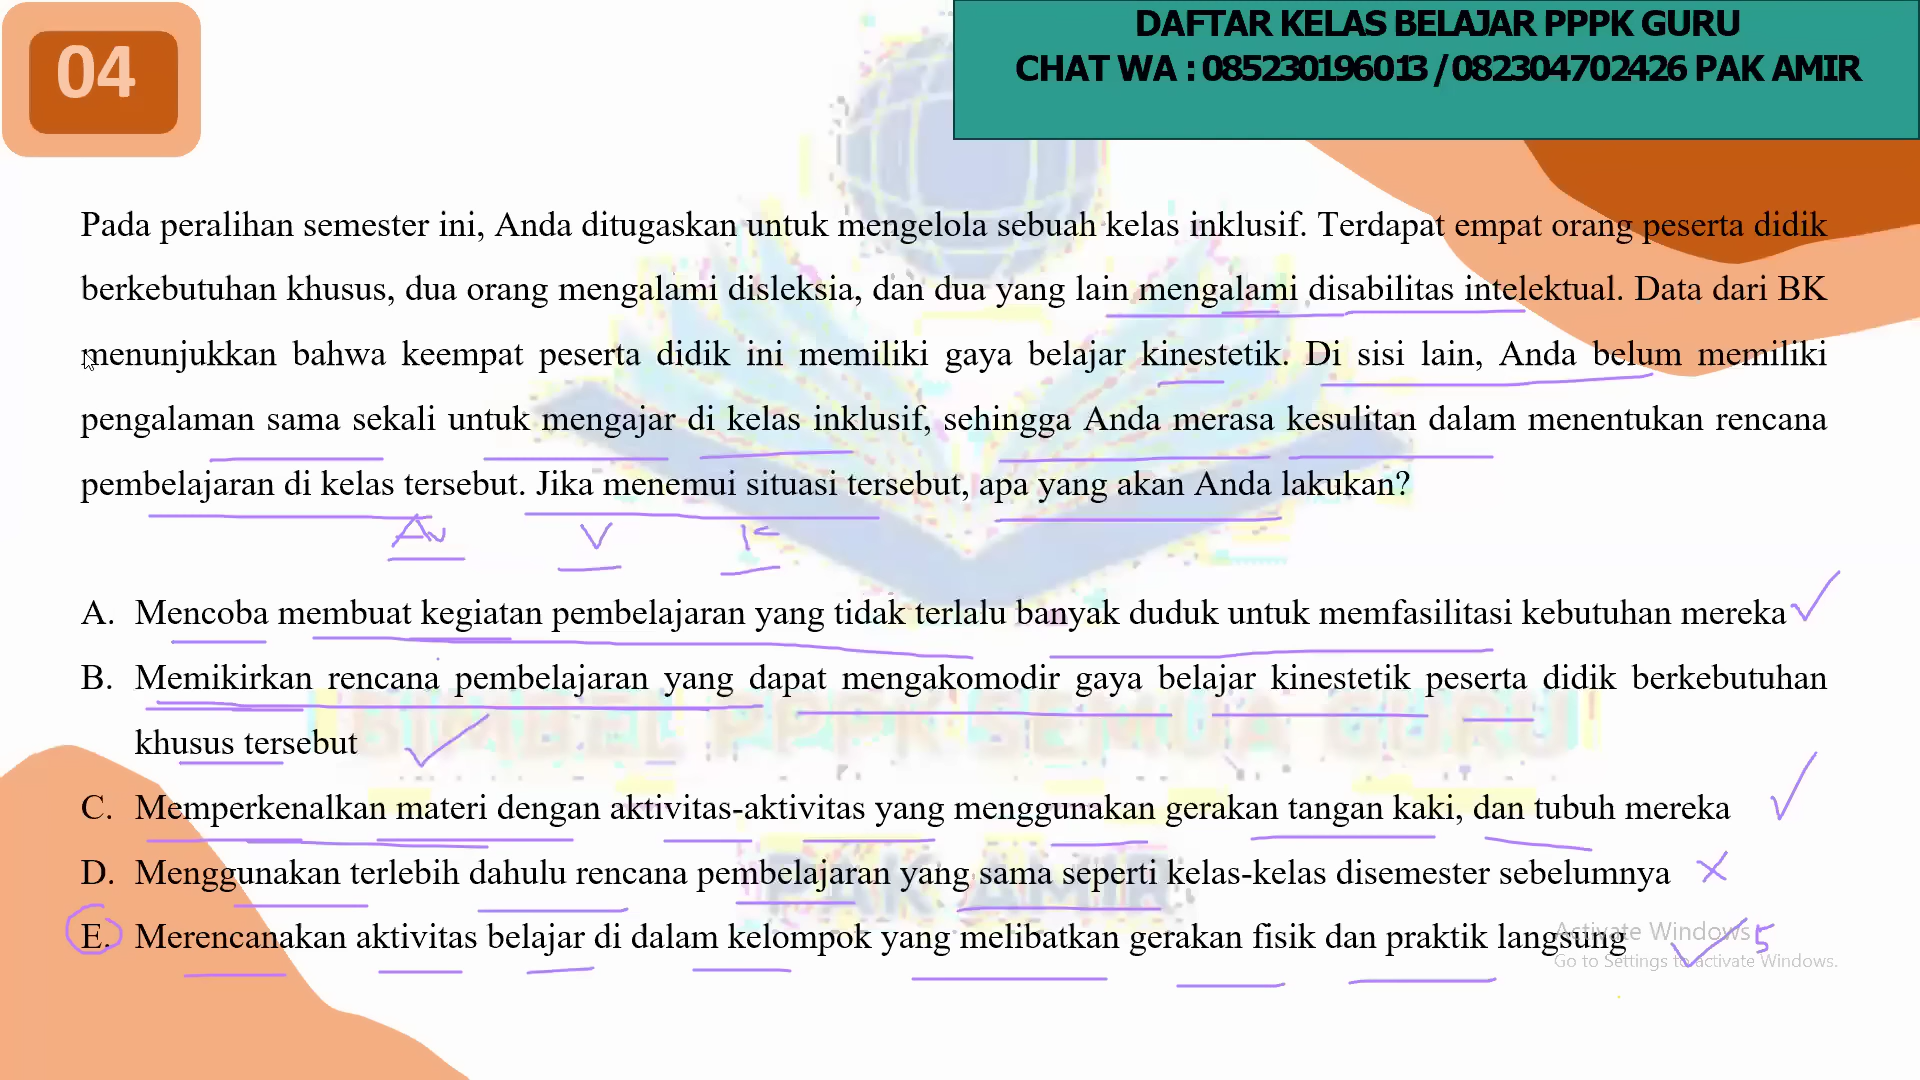 04
DAFTAR KELAS BELAJAR PPPK GURU
CHAT WA : 085230196013 / 082304702426 PAK AMIR
Pada peralihan semester ini, Anda ditugaskan untuk mengelola sebuah kelas inklusif. Terdapat empat orang peserta didik
berkebutuhan khusus, dua orang mengalami disleksia, dan dua yang lain mengalami disabilitas intelektual. Data dari BK
menunjukkan bahwa keempat peserta didik ini memiliki gaya belajar kinestetik. Di sisi lain, Anda belum memiliki
pengalaman sama sekali untuk mengajar di kelas inklusif, sehingga Anda merasa kesulitan dalam menentukan rencana
pembelajaran di kelas tersebut. Jika menemui situasi tersebut, apa yang akan Anda lakukan?
Au V K
A. Mencoba membuat kegiatan pembelajaran yang tidak terlalu banyak duduk untuk memfasilitasi kebutuhan mereka
B. Memikirkan rencana pembelajaran yang dapat mengakomodir gaya belajar kinestetik peserta didik berkebutuhan
khusus tersebut
BIMBEL PPPK SEMUA GURU
C. Memperkenalkan materi dengan aktivitas-aktivitas yang menggunakan gerakan tangan kaki, dan tubuh mereka
D. Menggunakan terlebih dahulu rencana pembelajaran yang sama seperti kelas-kelas disemester sebelumnya
PAK AMIR
E. Merencanakan aktivitas belajar di dalam kelompok yang melibatkan gerakan fisik dan praktik langsung 5
Activate Windows
Go to Settings to activate Windows.